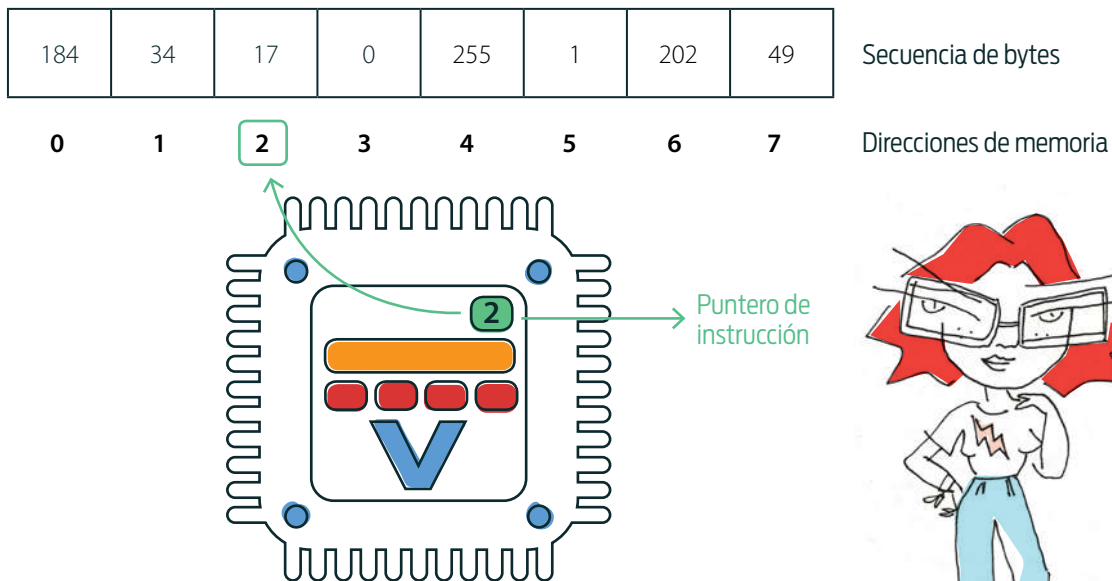 184 34 17 0 255 1 202 49 Secuencia de bytes
0 1 2 3 4 5 6 7 Direcciones de memoria
2
Puntero de
instrucción